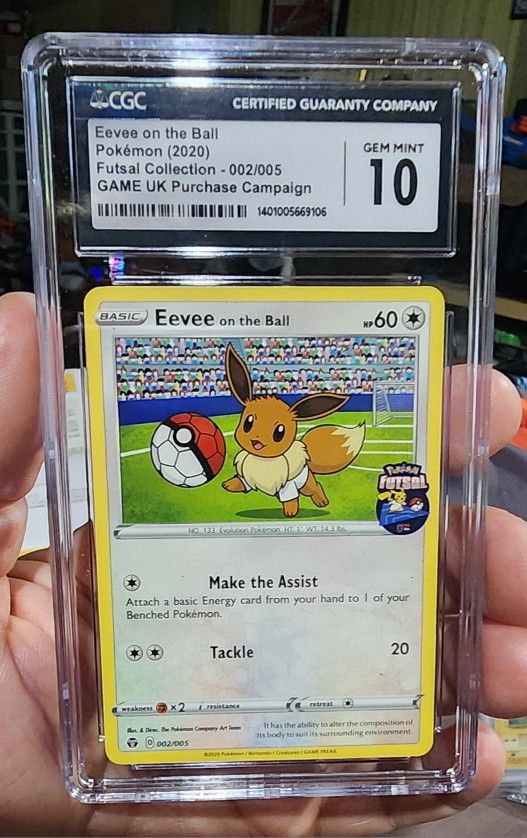 CGC
CERTIFIED GUARANTY COMPANY
Eevee on the Ball
Pokémon (2020)
Futsal Collection - 002/005
GAME UK Purchase Campaign
GEM MINT
10
1401005669106
BASIC Eevee on the Ball HP 60
POKÉMON
FUTSAL
NO. 133 Evolution Pokémon HT: 1' WT: 14.3 lbs.
Make the Assist
Attach a basic Energy card from your hand to 1 of your
Benched Pokémon.
Tackle 20
weakness ×2 resistance retreat
Illus. & Direc. The Pokémon Company Art Team
It has the ability to alter the composition of
its body to suit its surrounding environment.
D 002/005
©2020 Pokémon / Nintendo / Creatures / GAME FREAK